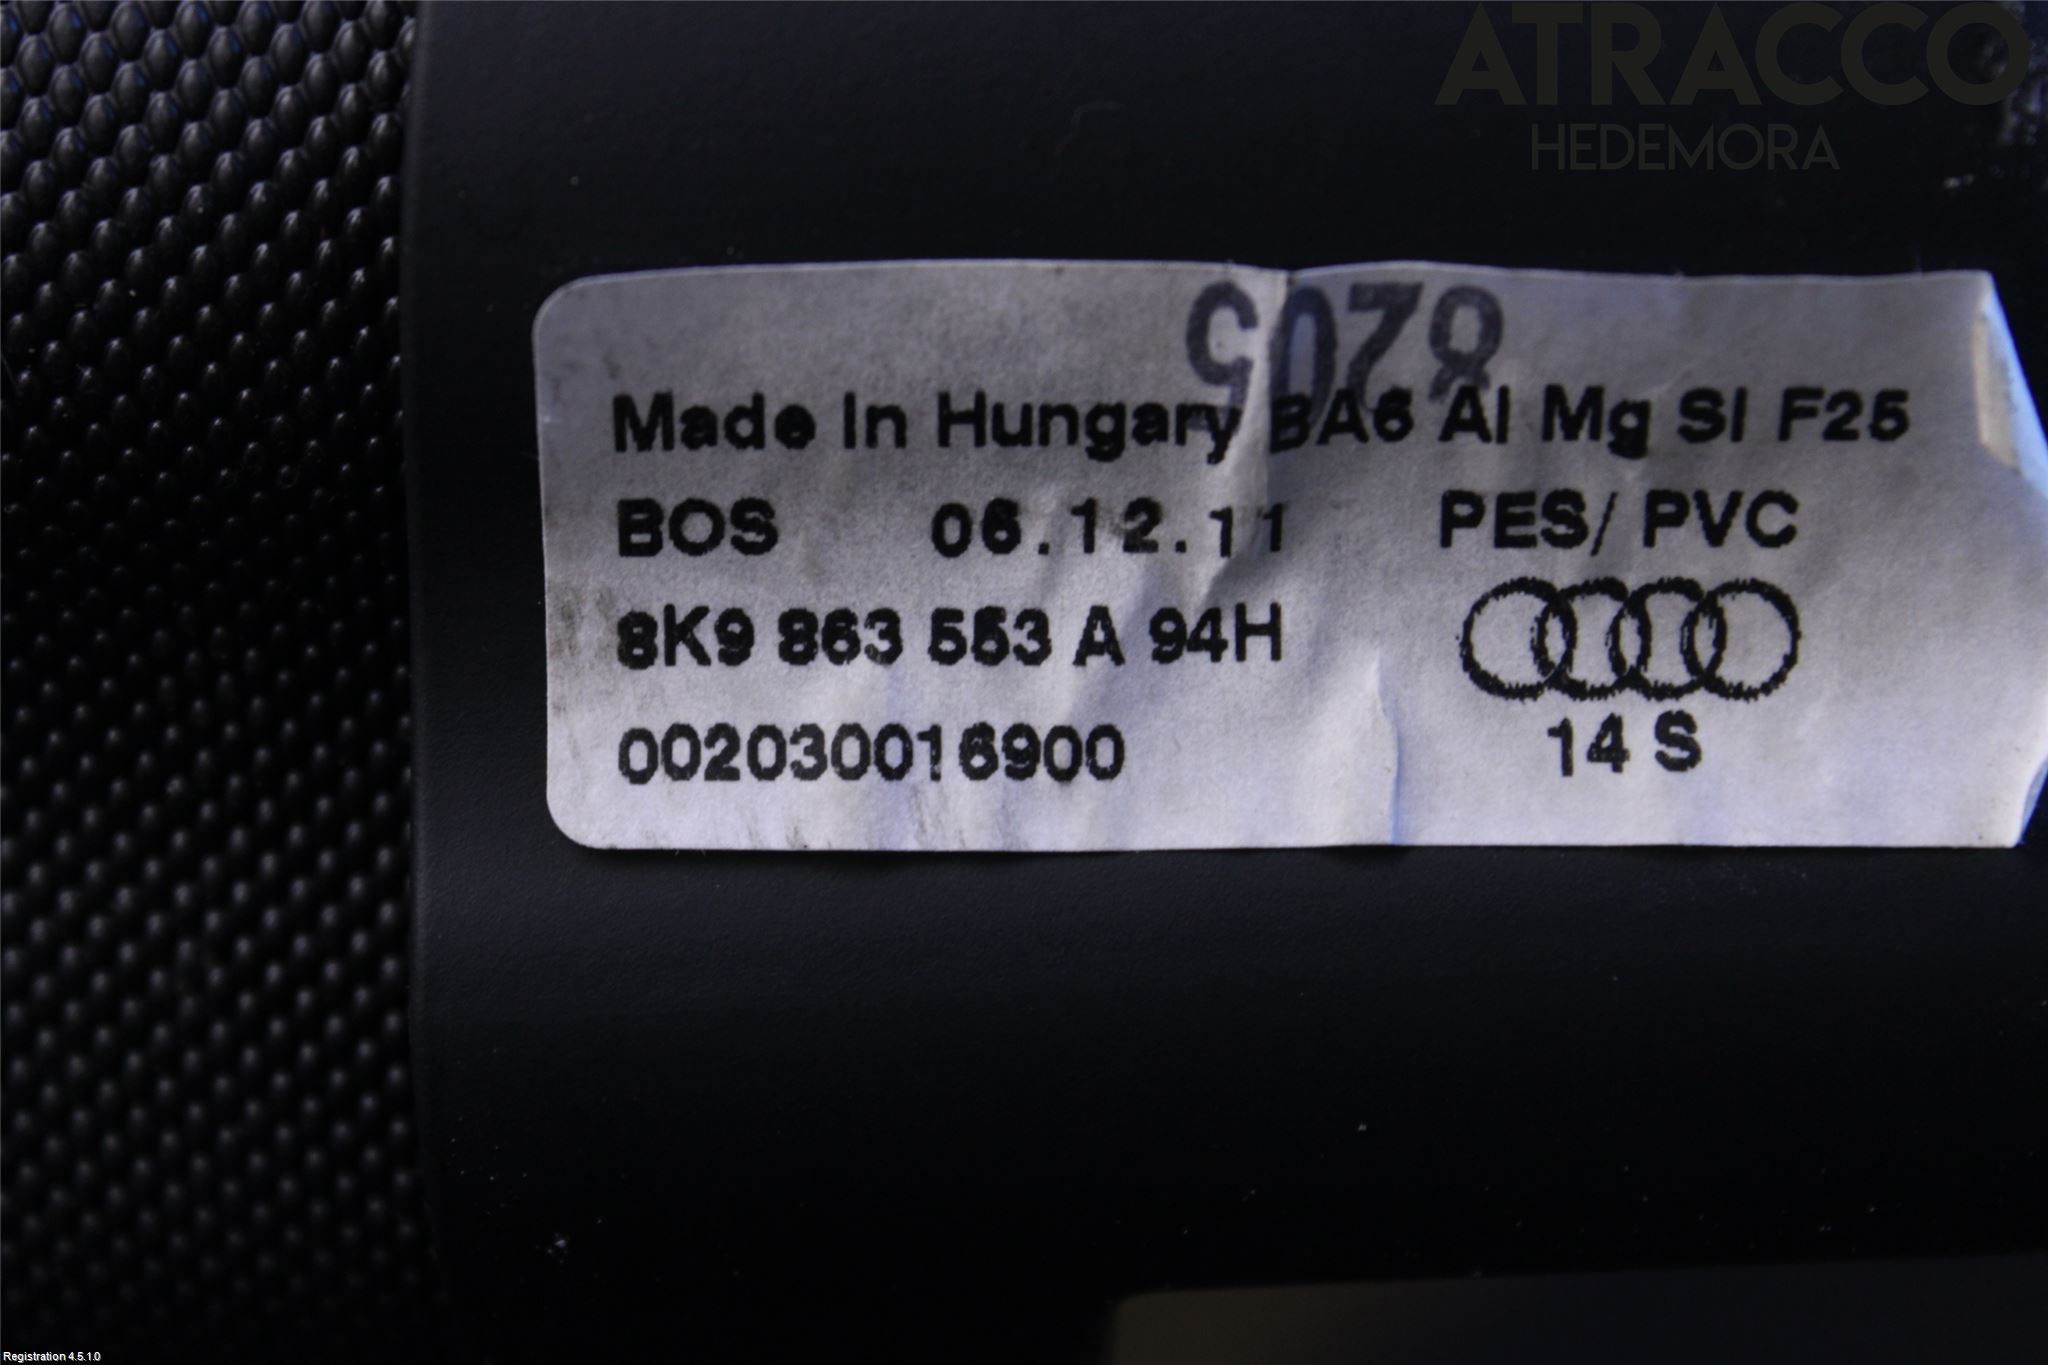 ATRACCO
HEDEMORA
8205
Made In Hungary BA6 Al Mg SI F25
BOS 06.12.11 PES/ PVC
8K9 863 553 A 94H
002030016900
14 S
Registration 4.5.1.0